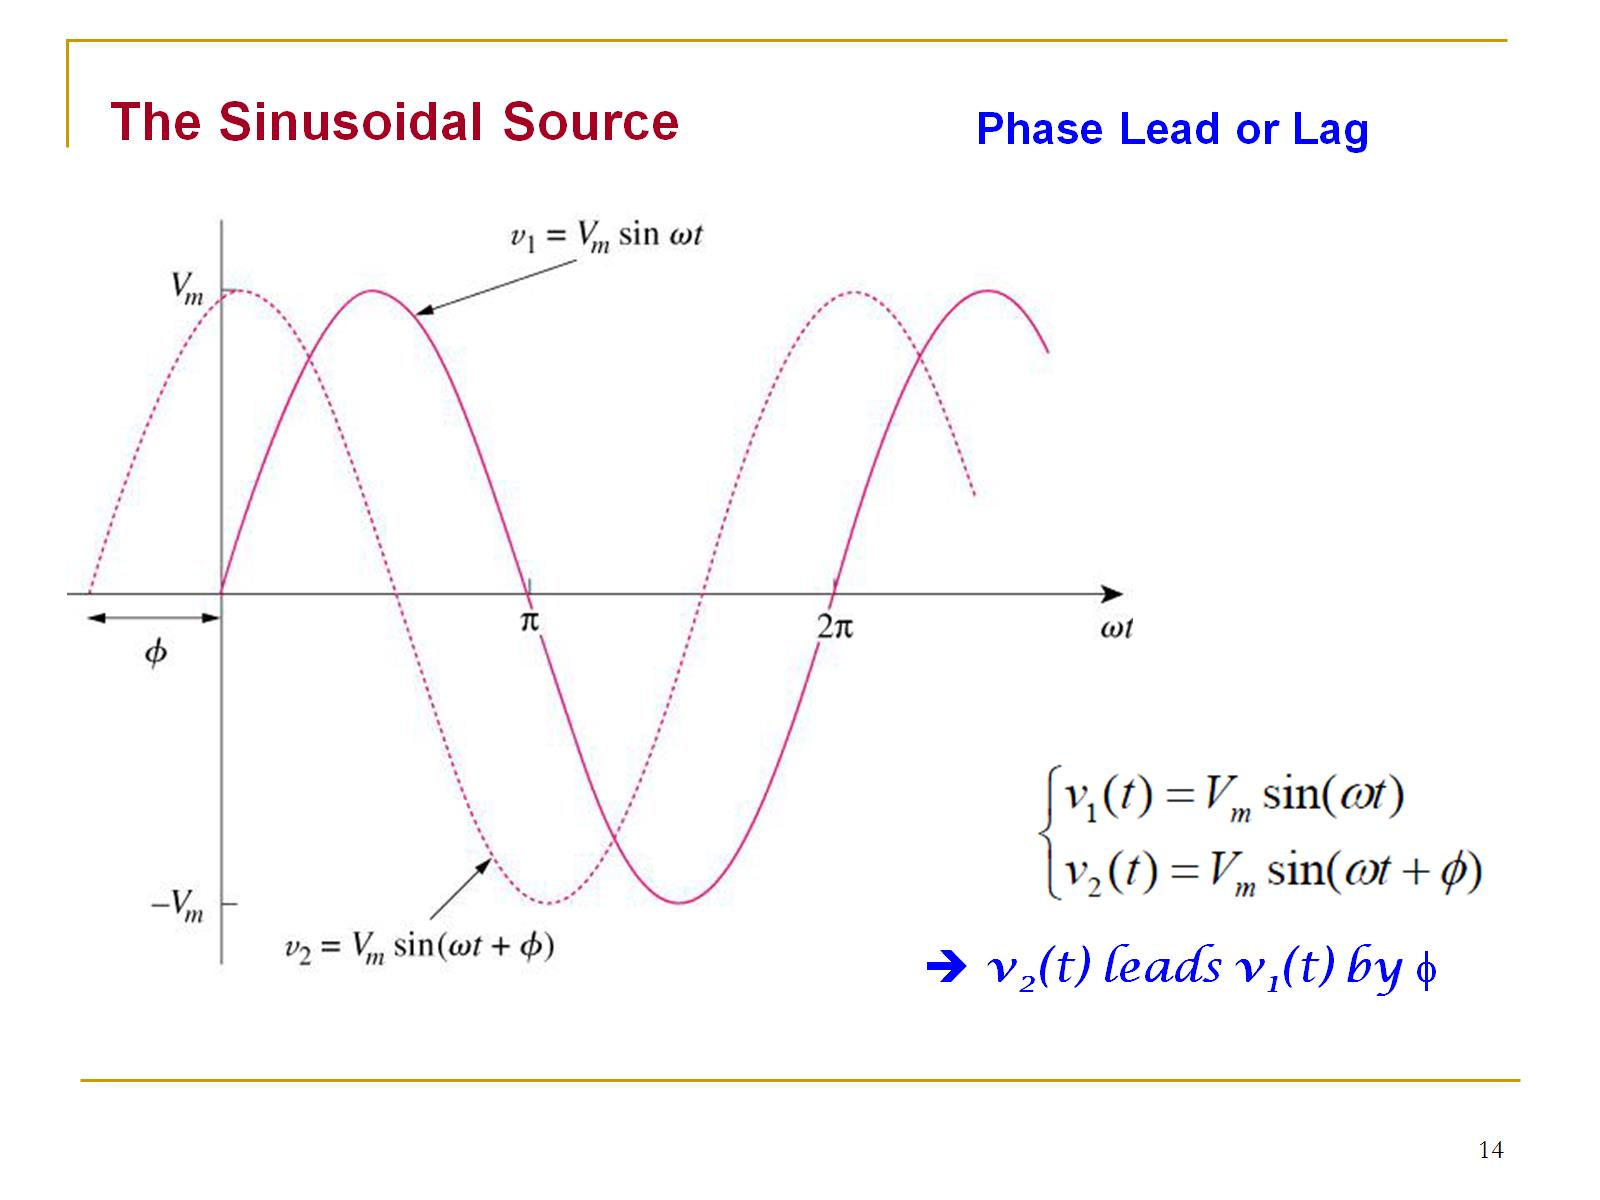 The Sinusoidal Source
Phase Lead or Lag
v₁ = Vₘ sin ωt
Vₘ
π
2π
ωt
ϕ
v₁(t) = Vₘ sin(ωt)
v₂(t) = Vₘ sin(ωt + ϕ)
–Vₘ
v₂ = Vₘ sin(ωt + ϕ)
➔ v₂(t) leads v₁(t) by ϕ
14